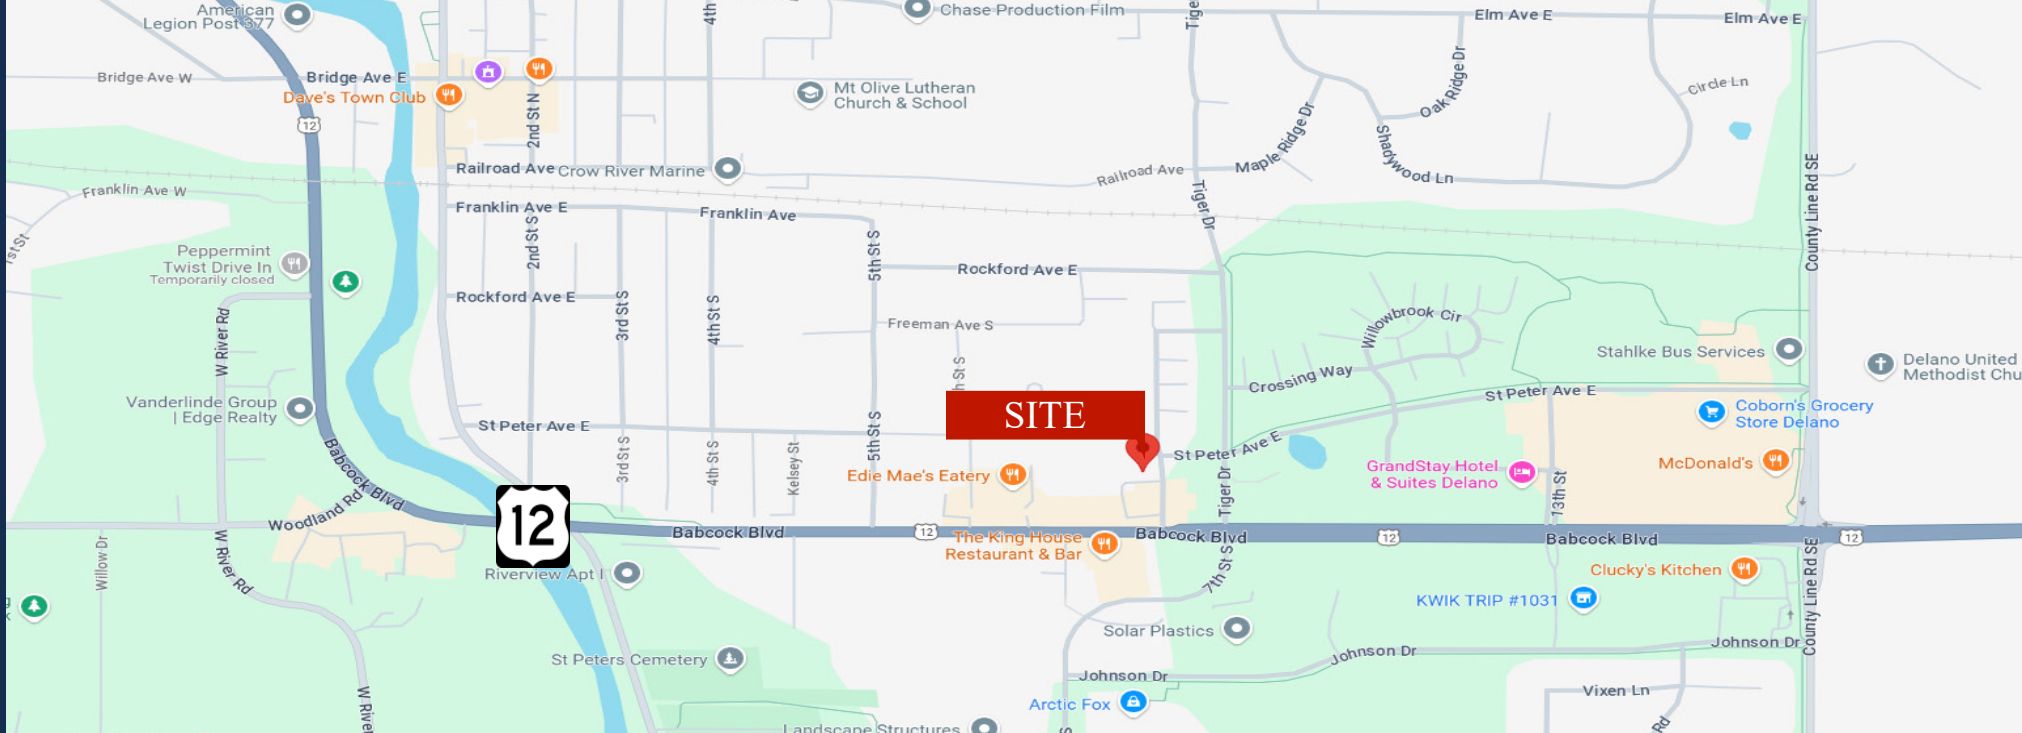 American
Legion Post 377
Chase Production Film
4th
Tige
Elm Ave E
Elm Ave E
Bridge Ave W
Bridge Ave E
Dave's Town Club
12
2nd St N
Mt Olive Lutheran
Church & School
Oak Ridge Dr
Circle Ln
Maple Ridge Dr
Shadywood Ln
Railroad Ave
Crow River Marine
Railroad Ave
Franklin Ave W
Franklin Ave E
Franklin Ave
Tiger Dr
County Line Rd SE
1st St
2nd St S
5th St S
Peppermint
Twist Drive In
Temporarily closed
Rockford Ave E
Rockford Ave E
W River Rd
3rd St S
4th St S
Freeman Ave S
Willowbrook Cir
Stahlke Bus Services
Delano United
Methodist Chu
h St S
Crossing Way
St Peter Ave E
Vanderlinde Group
| Edge Realty
SITE
Coborn's Grocery
Store Delano
St Peter Ave E
5th St S
St Peter Ave E
3rd St S
4th St S
Kelsey St
Edie Mae's Eatery
Tiger Dr
GrandStay Hotel
& Suites Delano
McDonald's
13th St
Babcock Blvd
Woodland Rd
12
Babcock Blvd
12
The King House
Restaurant & Bar
Babcock Blvd
12
Babcock Blvd
12
Willow Dr
W River Rd
Riverview Apt I
7th St S
Clucky's Kitchen
KWIK TRIP #1031
County Line Rd SE
g
k
Solar Plastics
St Peters Cemetery
Johnson Dr
Johnson Dr
Johnson Dr
W River
Arctic Fox
Vixen Ln
Landscape Structures
S
Rd